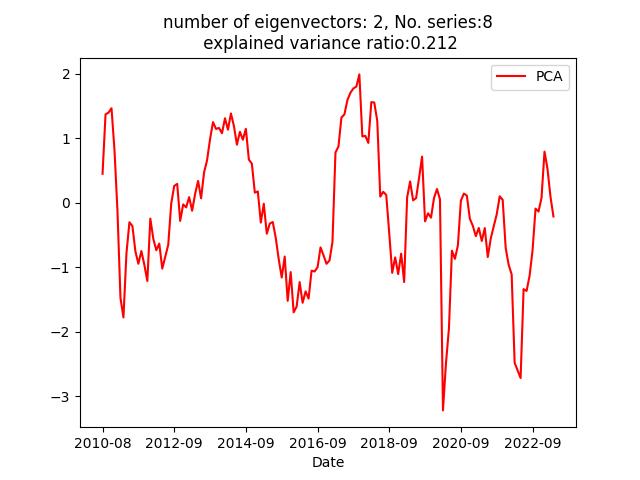 number of eigenvectors: 2, No. series:8
explained variance ratio:0.212
PCA
2
1
0
−1
−2
−3
2010-08 2012-09 2014-09 2016-09 2018-09 2020-09 2022-09
Date